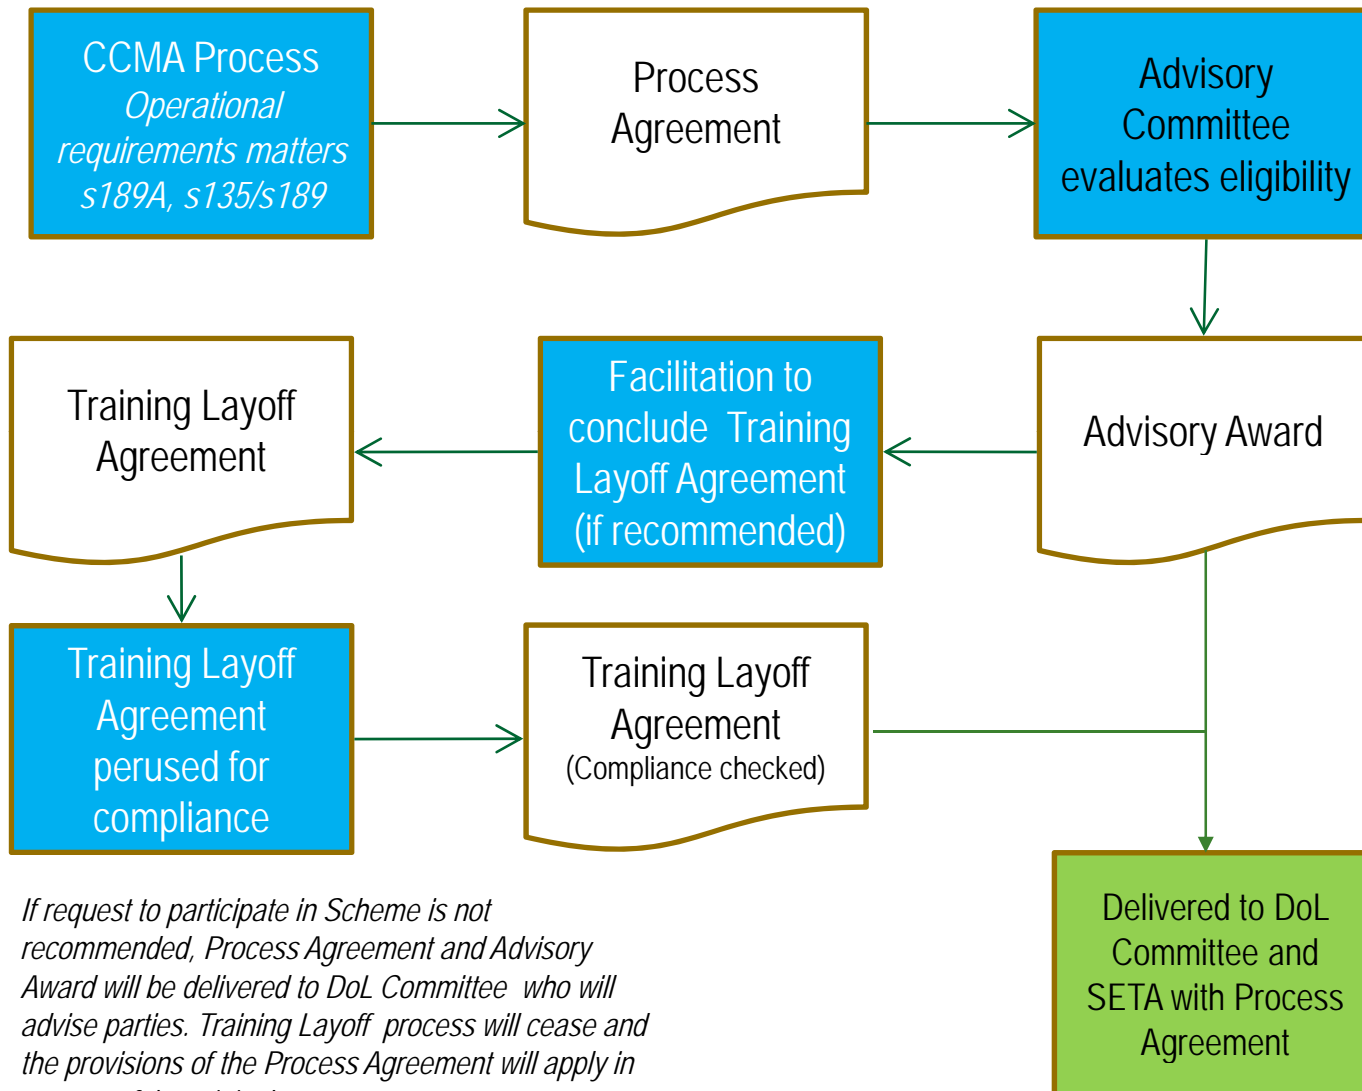 CCMA Process
Operational
requirements matters
s189A, s135/s189
Process
Agreement
Advisory
Committee
evaluates eligibility
Training Layoff
Agreement
Facilitation to
conclude Training
Layoff Agreement
(if recommended)
Advisory Award
Training Layoff
Agreement
perused for
compliance
Training Layoff
Agreement
(Compliance checked)
If request to participate in Scheme is not
recommended, Process Agreement and Advisory
Award will be delivered to DoL Committee who will
advise parties. Training Layoff process will cease and
the provisions of the Process Agreement will apply in
Delivered to DoL
Committee and
SETA with Process
Agreement